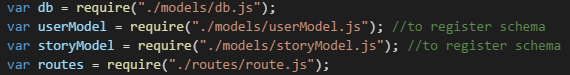 var db = require("./models/db.js");
var userModel = require("./models/userModel.js"); //to register schema
var storyModel = require("./models/storyModel.js"); //to register schema
var routes = require("./routes/route.js");